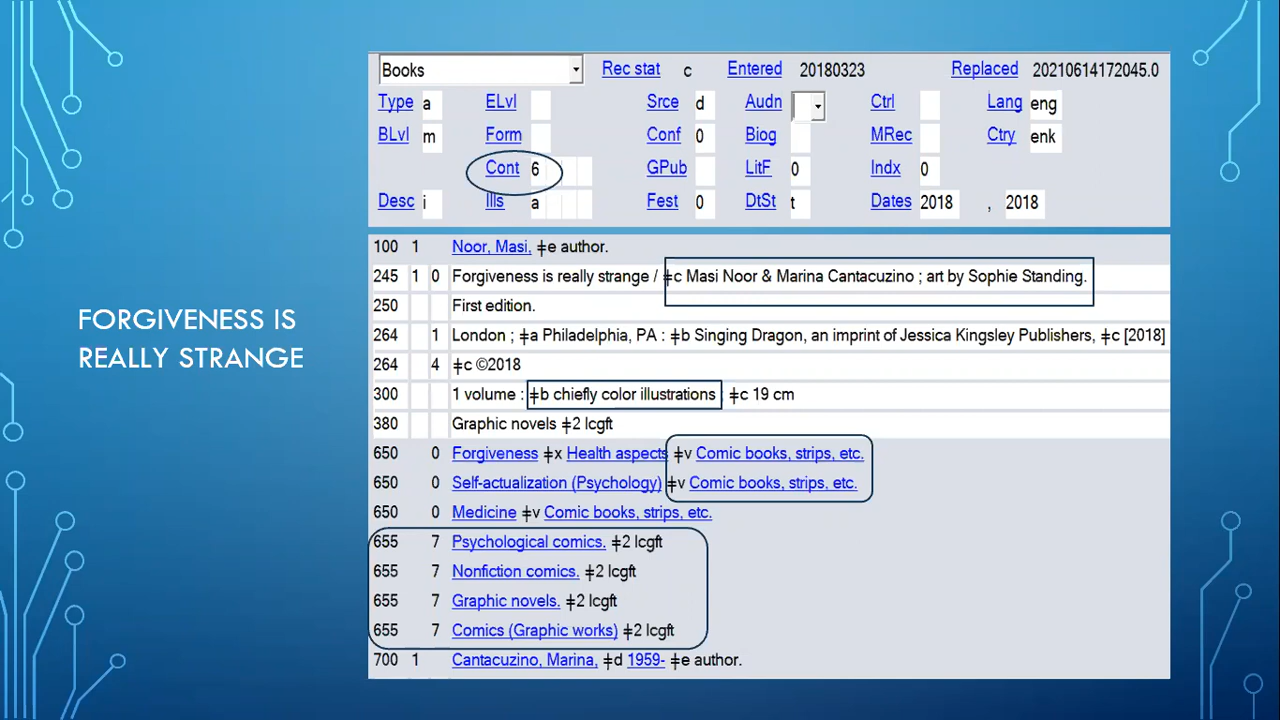 FORGIVENESS IS
REALLY STRANGE
Books Rec stat c Entered 20180323 Replaced 20210614172045.0
Type a ELvl Srce d Audn Ctrl Lang eng
BLvl m Form Conf 0 Biog MRec Ctry enk
Cont 6 GPub LitF 0 Indx 0
Desc i Ills a Fest 0 DtSt t Dates 2018 , 2018
100 1 Noor, Masi, ǂe author.
245 1 0 Forgiveness is really strange / ǂc Masi Noor & Marina Cantacuzino ; art by Sophie Standing.
250 First edition.
264 1 London ; ǂa Philadelphia, PA : ǂb Singing Dragon, an imprint of Jessica Kingsley Publishers, ǂc [2018]
264 4 ǂc ©2018
300 1 volume : ǂb chiefly color illustrations ; ǂc 19 cm
380 Graphic novels ǂ2 lcgft
650 0 Forgiveness ǂx Health aspects ǂv Comic books, strips, etc.
650 0 Self-actualization (Psychology) ǂv Comic books, strips, etc.
650 0 Medicine ǂv Comic books, strips, etc.
655 7 Psychological comics. ǂ2 lcgft
655 7 Nonfiction comics. ǂ2 lcgft
655 7 Graphic novels. ǂ2 lcgft
655 7 Comics (Graphic works) ǂ2 lcgft
700 1 Cantacuzino, Marina, ǂd 1959- ǂe author.